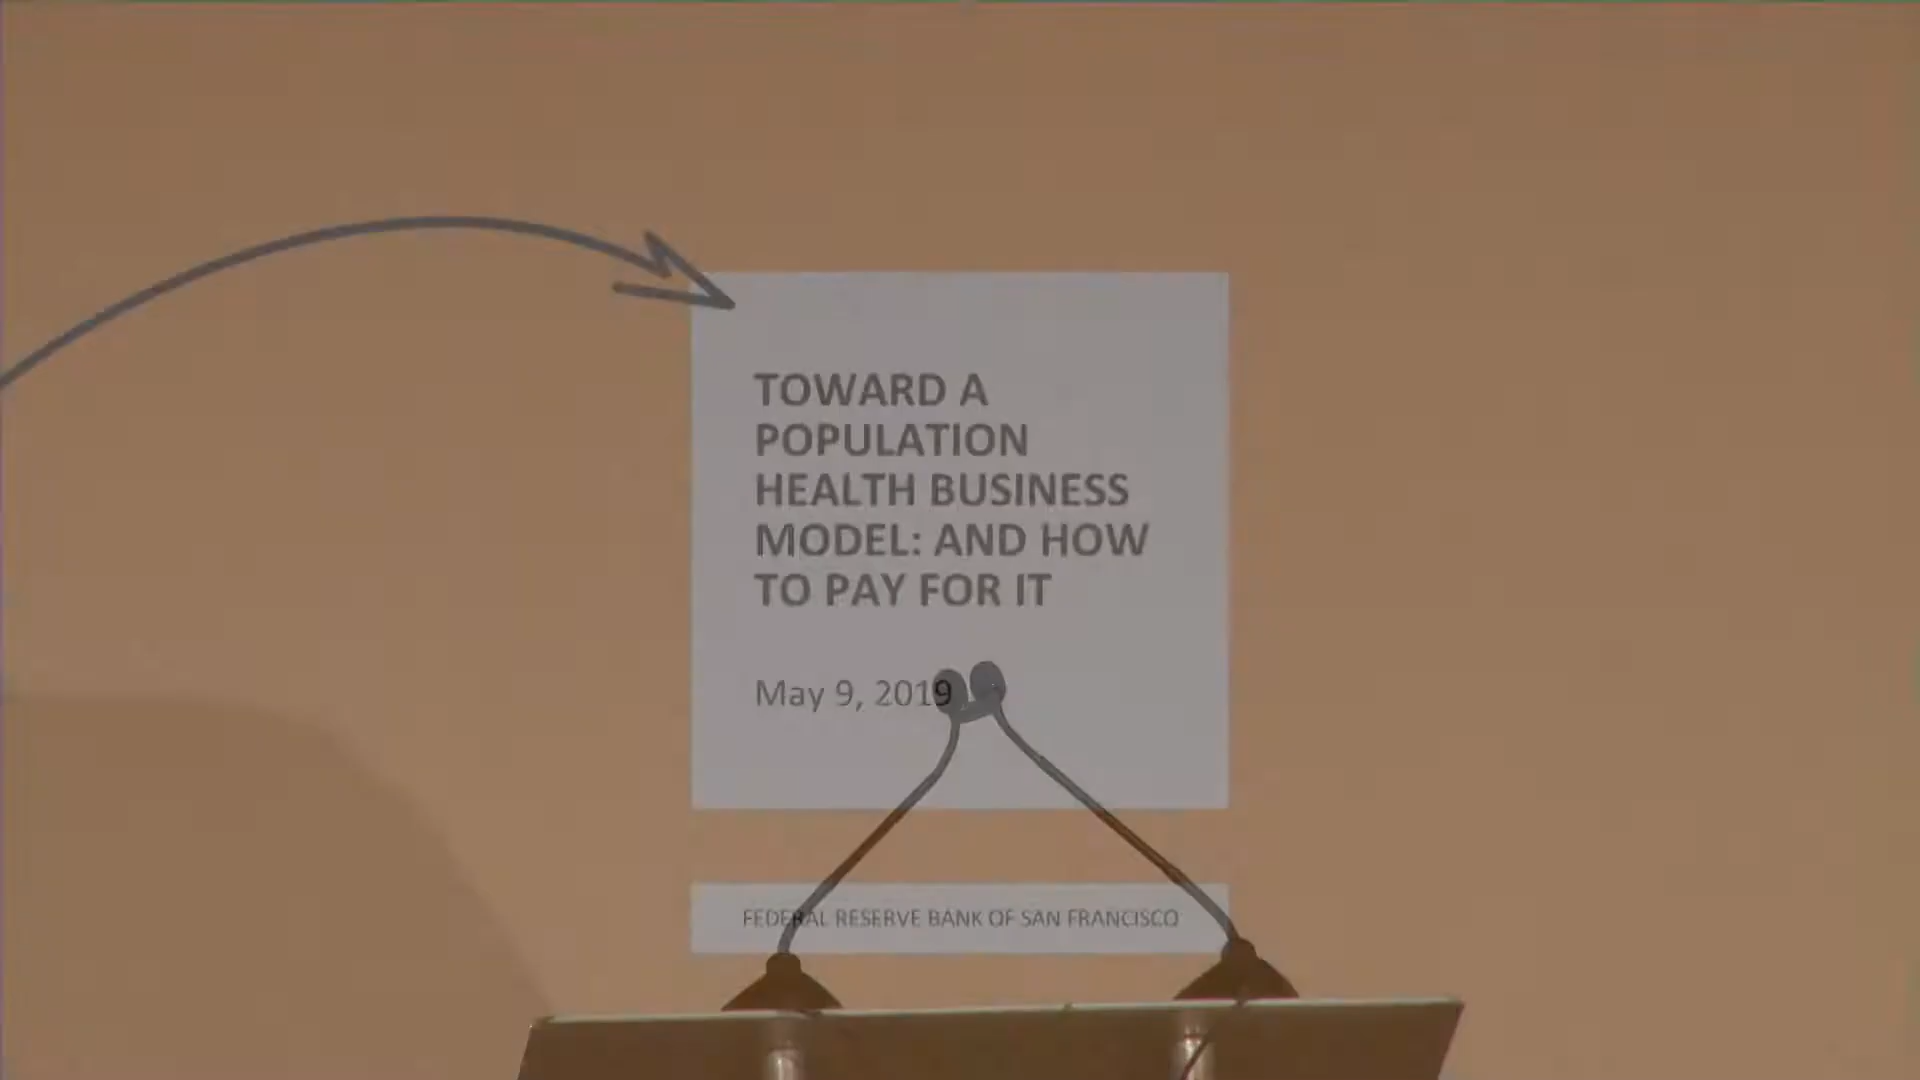 TOWARD A
POPULATION
HEALTH BUSINESS
MODEL: AND HOW
TO PAY FOR IT
May 9, 2019
FEDERAL RESERVE BANK OF SAN FRANCISCO